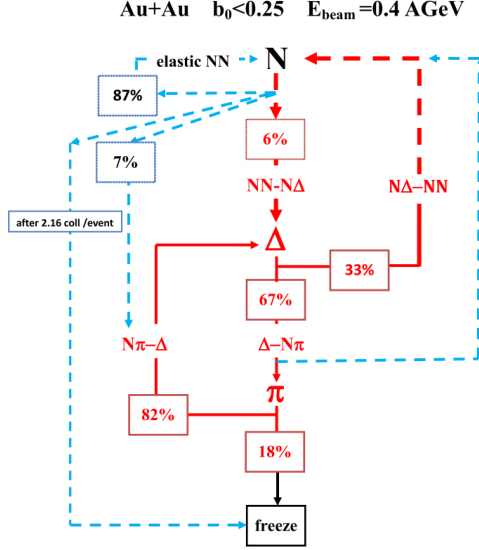 Au+Au b₀<0.25 E_beam=0.4 AGeV
elastic NN
N
87%
6%
7%
NN-NΔ
NΔ–NN
after 2.16 coll /event
Δ
33%
67%
Nπ–Δ
Δ–Nπ
π
82%
18%
freeze